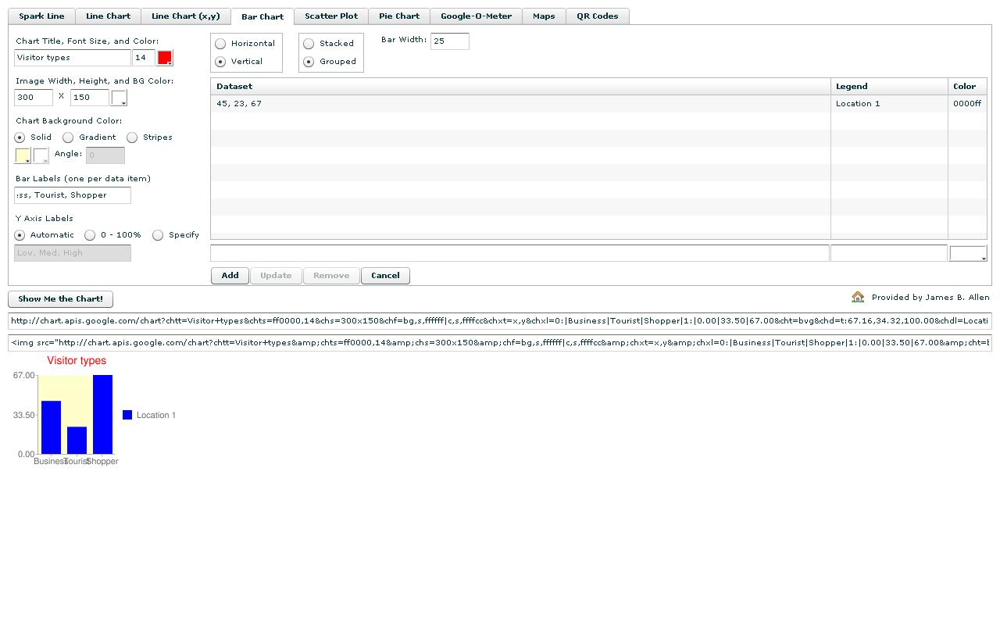 Spark Line Line Chart Line Chart (x,y) Bar Chart Scatter Plot Pie Chart Google-O-Meter Maps QR Codes
Chart Title, Font Size, and Color:
Visitor types 14
Image Width, Height, and BG Color:
300 X 150
Chart Background Color:
Solid Gradient Stripes
Angle: 0
Bar Labels (one per data item)
ss, Tourist, Shopper
Y Axis Labels
Automatic 0 - 100% Specify
Low, Med, High
Horizontal
Vertical
Stacked
Grouped
Bar Width: 25
Dataset Legend Color
45, 23, 67 Location 1 0000ff
Add Update Remove Cancel
Show Me the Chart!
Provided by James B. Allen
http://chart.apis.google.com/chart?chtt=Visitor+types&chts=ff0000,14&chs=300x150&chf=bg,s,ffffff|c,s,ffffcc&chxt=x,y&chxl=0:|Business|Tourist|Shopper|1:|0.00|33.50|67.00&cht=bvg&chd=t:67.16,34.32,100.00&chdl=Locati
<img src="http://chart.apis.google.com/chart?chtt=Visitor+types&amp;chts=ff0000,14&amp;chs=300x150&amp;chf=bg,s,ffffff|c,s,ffffcc&amp;chxt=x,y&amp;chxl=0:|Business|Tourist|Shopper|1:|0.00|33.50|67.00&amp;cht=b
Visitor types
67.00
33.50
0.00
Business Tourist Shopper
Location 1